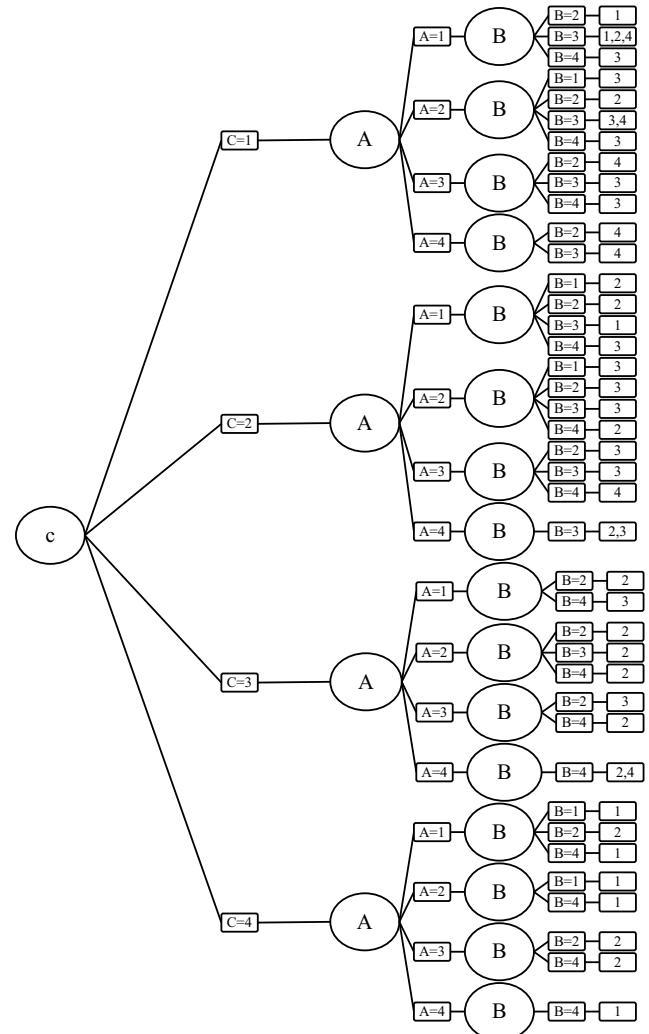 c
C=1
A
A=1
B
B=2 1
B=3 1,2,4
B=4 3
A=2
B
B=1 3
B=2 2
B=3 3,4
B=4 3
A=3
B
B=2 4
B=3 3
B=4 3
A=4
B
B=2 4
B=3 4
C=2
A
A=1
B
B=1 2
B=2 2
B=3 1
B=4 3
A=2
B
B=1 3
B=2 3
B=3 3
B=4 2
A=3
B
B=2 3
B=3 3
B=4 4
A=4
B
B=3 2,3
C=3
A
A=1
B
B=2 2
B=4 3
A=2
B
B=2 2
B=3 2
B=4 2
A=3
B
B=2 3
B=4 2
A=4
B
B=4 2,4
C=4
A
A=1
B
B=1 1
B=2 2
B=4 1
A=2
B
B=1 1
B=4 1
A=3
B
B=2 2
B=4 2
A=4
B
B=4 1